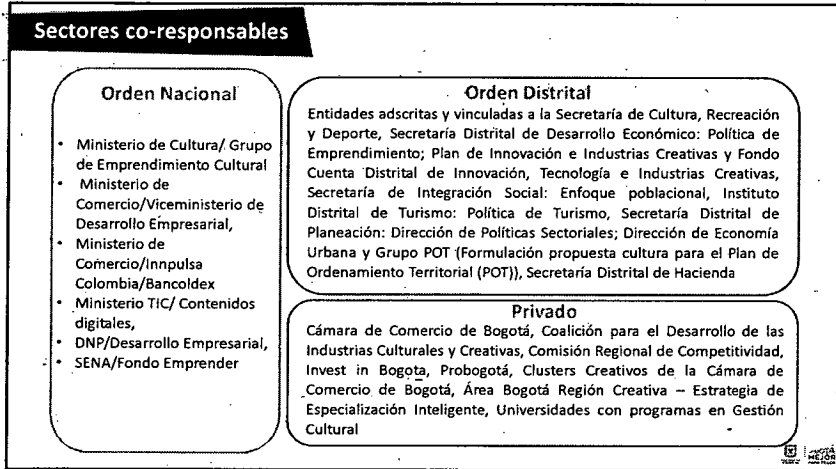 Sectores co-responsables
Orden Nacional
• Ministerio de Cultura/ Grupo
de Emprendimiento Cultural
• Ministerio de
Comercio/Viceministerio de
Desarrollo Empresarial,
• Ministerio de
Comercio/Innpulsa
Colombia/Bancoldex
• Ministerio TIC/ Contenidos
digitales,
• DNP/Desarrollo Empresarial,
• SENA/Fondo Emprender
Orden Distrital
Entidades adscritas y vinculadas a la Secretaría de Cultura, Recreación
y Deporte, Secretaría Distrital de Desarrollo Económico: Política de
Emprendimiento; Plan de Innovación e Industrias Creativas y Fondo
Cuenta Distrital de Innovación, Tecnología e Industrias Creativas,
Secretaría de Integración Social: Enfoque poblacional, Instituto
Distrital de Turismo: Política de Turismo, Secretaría Distrital de
Planeación: Dirección de Políticas Sectoriales; Dirección de Economía
Urbana y Grupo POT (Formulación propuesta cultura para el Plan de
Ordenamiento Territorial (POT)), Secretaría Distrital de Hacienda
Privado
Cámara de Comercio de Bogotá, Coalición para el Desarrollo de las
Industrias Culturales y Creativas, Comisión Regional de Competitividad,
Invest in Bogota, Probogotá, Clusters Creativos de la Cámara de
Comercio de Bogotá, Área Bogotá Región Creativa – Estrategia de
Especialización Inteligente, Universidades con programas en Gestión
Cultural
MEJOR